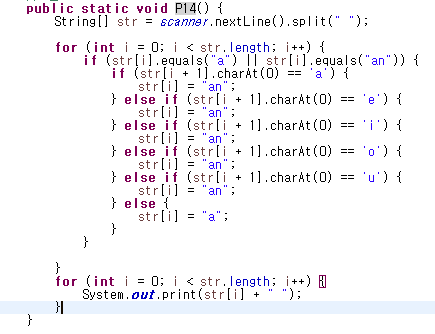 public static void P14() {
String[] str = scanner.nextLine().split(" ");
for (int i = 0; i < str.length; i++) {
if (str[i].equals("a") || str[i].equals("an")) {
if (str[i + 1].charAt(0) == 'a') {
str[i] = "an";
} else if (str[i + 1].charAt(0) == 'e') {
str[i] = "an";
} else if (str[i + 1].charAt(0) == 'i') {
str[i] = "an";
} else if (str[i + 1].charAt(0) == 'o') {
str[i] = "an";
} else if (str[i + 1].charAt(0) == 'u') {
str[i] = "an";
} else {
str[i] = "a";
}
}
}
for (int i = 0; i < str.length; i++) {
System.out.print(str[i] + " ");
}
}